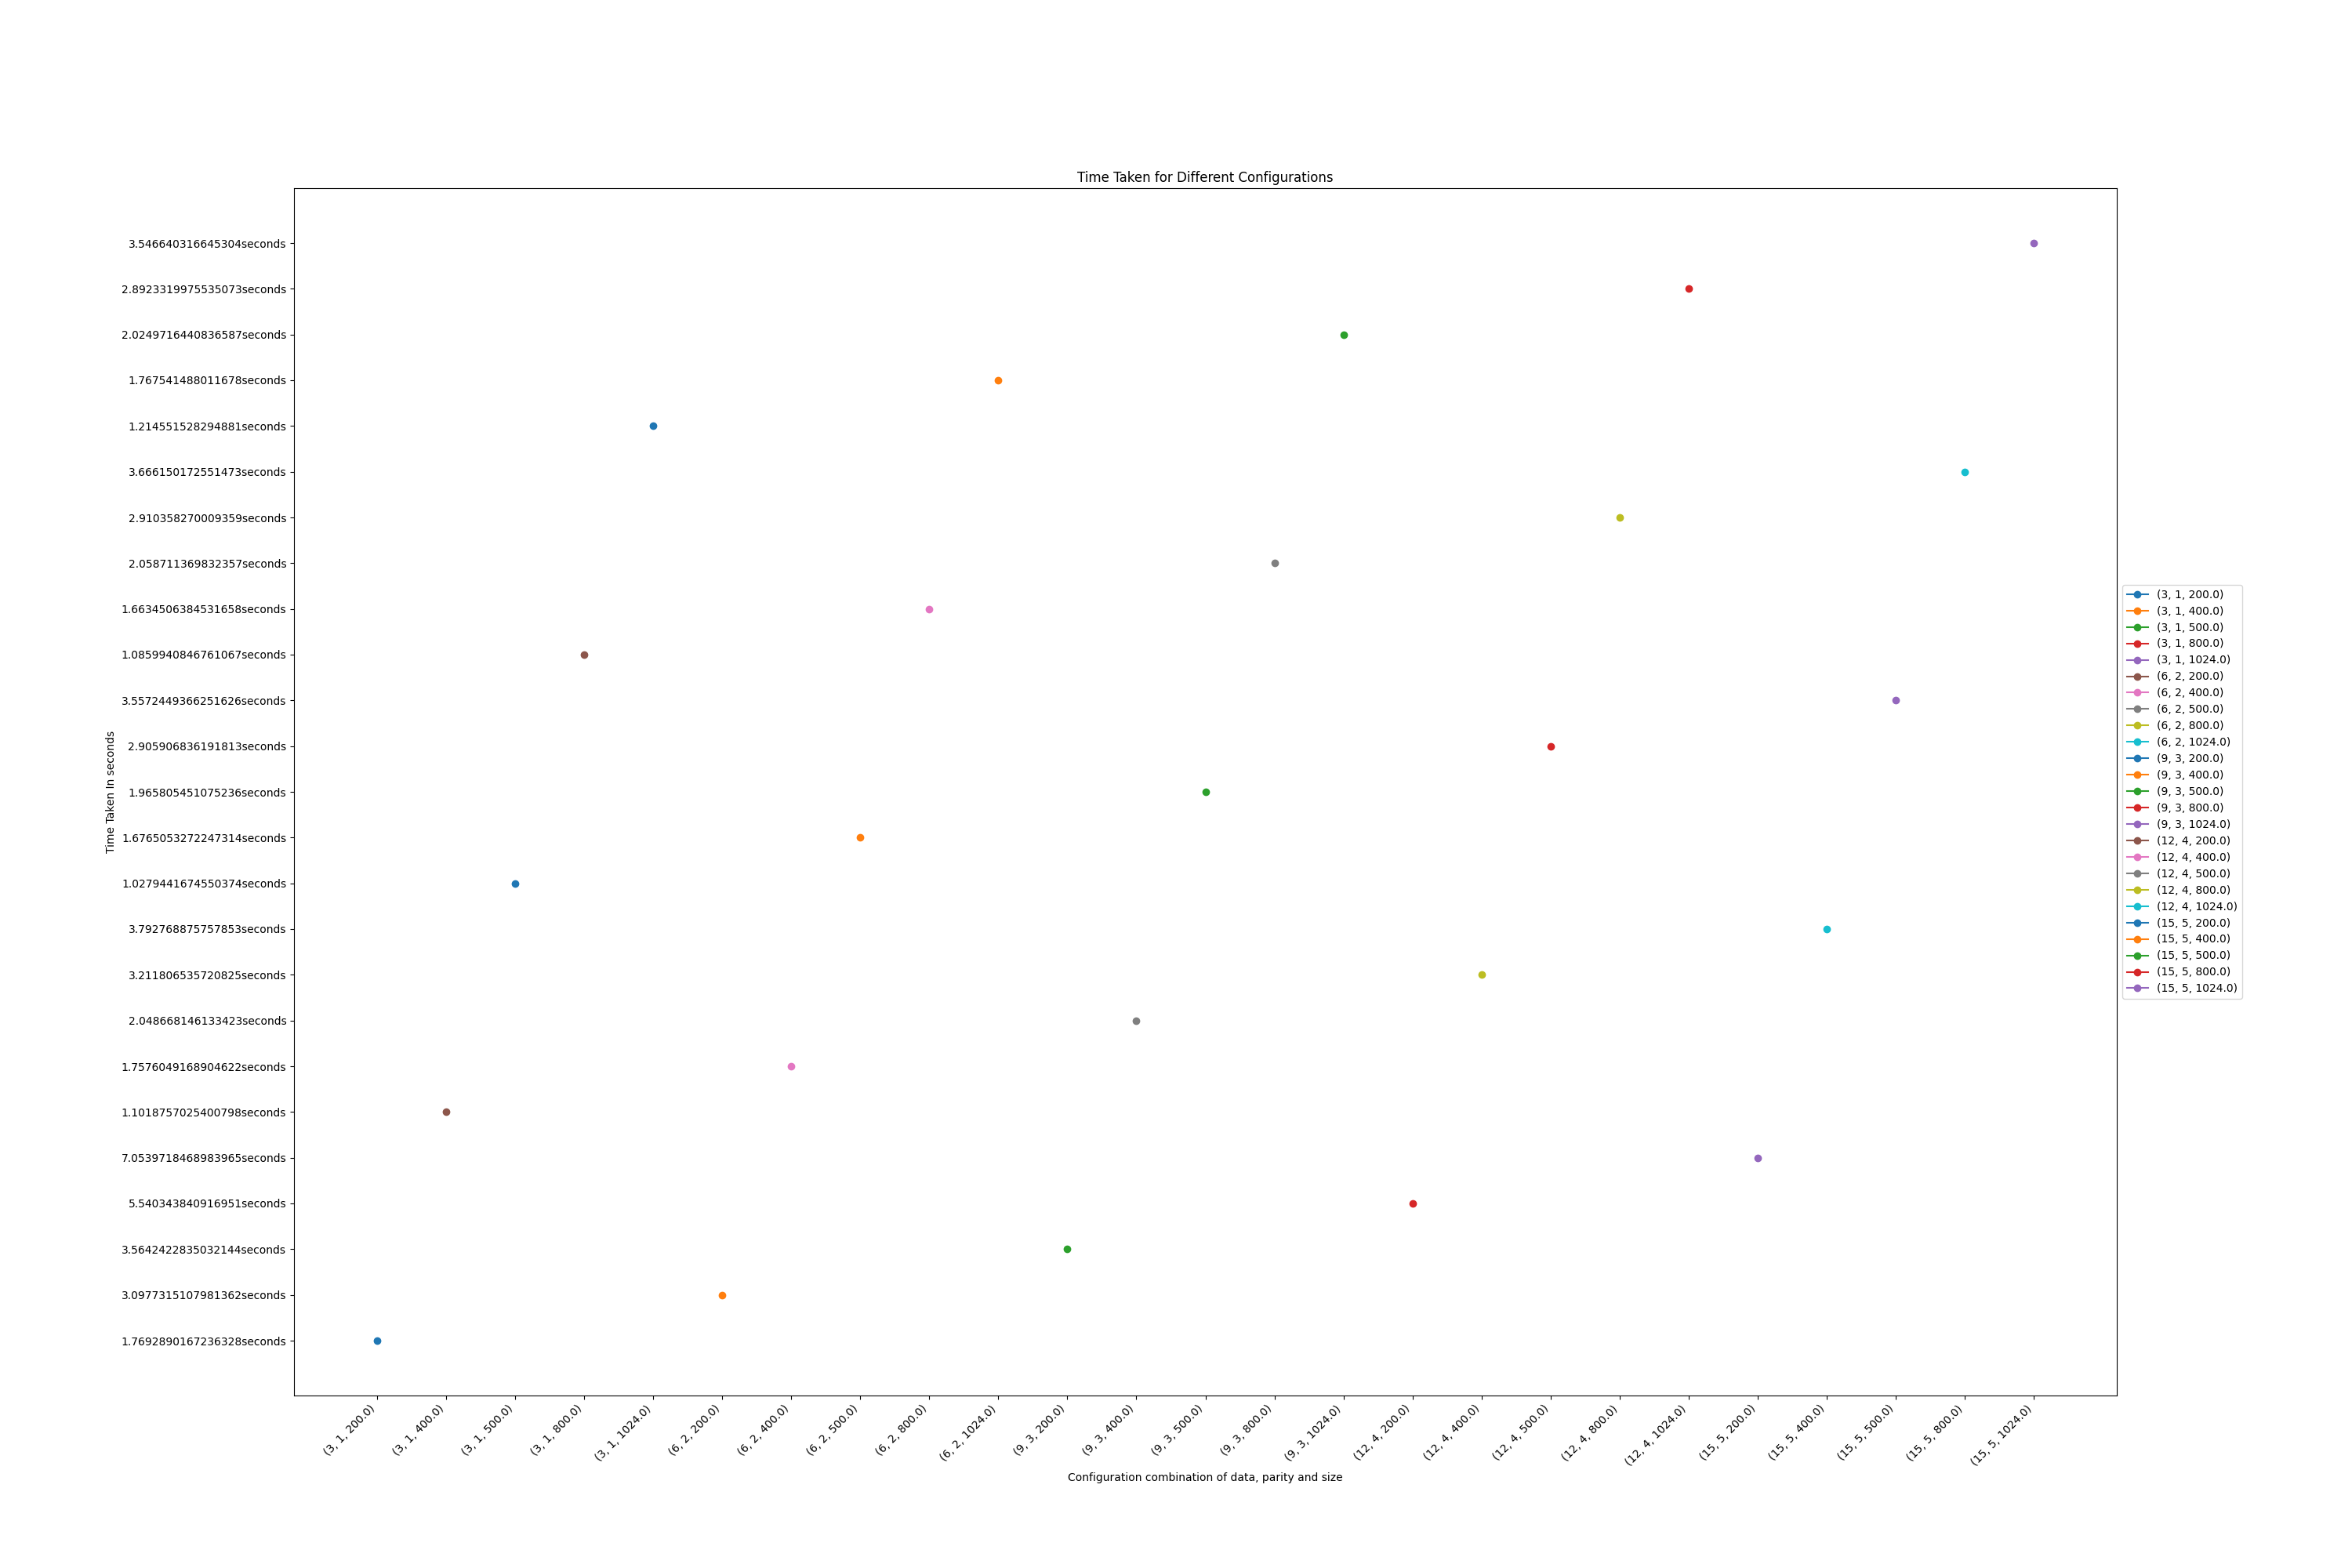 Time Taken for Different Configurations
3.546640316645304seconds
2.8923319975535073seconds
2.0249716440836587seconds
1.767541488011678seconds
1.214551528294881seconds
3.666150172551473seconds
2.910358270009359seconds
2.058711369832357seconds
1.6634506384531658seconds
1.0859940846761067seconds
3.5572449366251626seconds
2.905906836191813seconds
1.965805451075236seconds
1.6765053272247314seconds
1.0279441674550374seconds
3.792768875757853seconds
3.211806535720825seconds
2.048668146133423seconds
1.7576049168904622seconds
1.1018757025400798seconds
7.0539718468983965seconds
5.540343840916951seconds
3.5642422835032144seconds
3.0977315107981362seconds
1.7692890167236328seconds
Time Taken In seconds
(3, 1, 200.0)
(3, 1, 400.0)
(3, 1, 500.0)
(3, 1, 800.0)
(3, 1, 1024.0)
(6, 2, 200.0)
(6, 2, 400.0)
(6, 2, 500.0)
(6, 2, 800.0)
(6, 2, 1024.0)
(9, 3, 200.0)
(9, 3, 400.0)
(9, 3, 500.0)
(9, 3, 800.0)
(9, 3, 1024.0)
(12, 4, 200.0)
(12, 4, 400.0)
(12, 4, 500.0)
(12, 4, 800.0)
(12, 4, 1024.0)
(15, 5, 200.0)
(15, 5, 400.0)
(15, 5, 500.0)
(15, 5, 800.0)
(15, 5, 1024.0)
Configuration combination of data, parity and size
(3, 1, 200.0)
(3, 1, 400.0)
(3, 1, 500.0)
(3, 1, 800.0)
(3, 1, 1024.0)
(6, 2, 200.0)
(6, 2, 400.0)
(6, 2, 500.0)
(6, 2, 800.0)
(6, 2, 1024.0)
(9, 3, 200.0)
(9, 3, 400.0)
(9, 3, 500.0)
(9, 3, 800.0)
(9, 3, 1024.0)
(12, 4, 200.0)
(12, 4, 400.0)
(12, 4, 500.0)
(12, 4, 800.0)
(12, 4, 1024.0)
(15, 5, 200.0)
(15, 5, 400.0)
(15, 5, 500.0)
(15, 5, 800.0)
(15, 5, 1024.0)